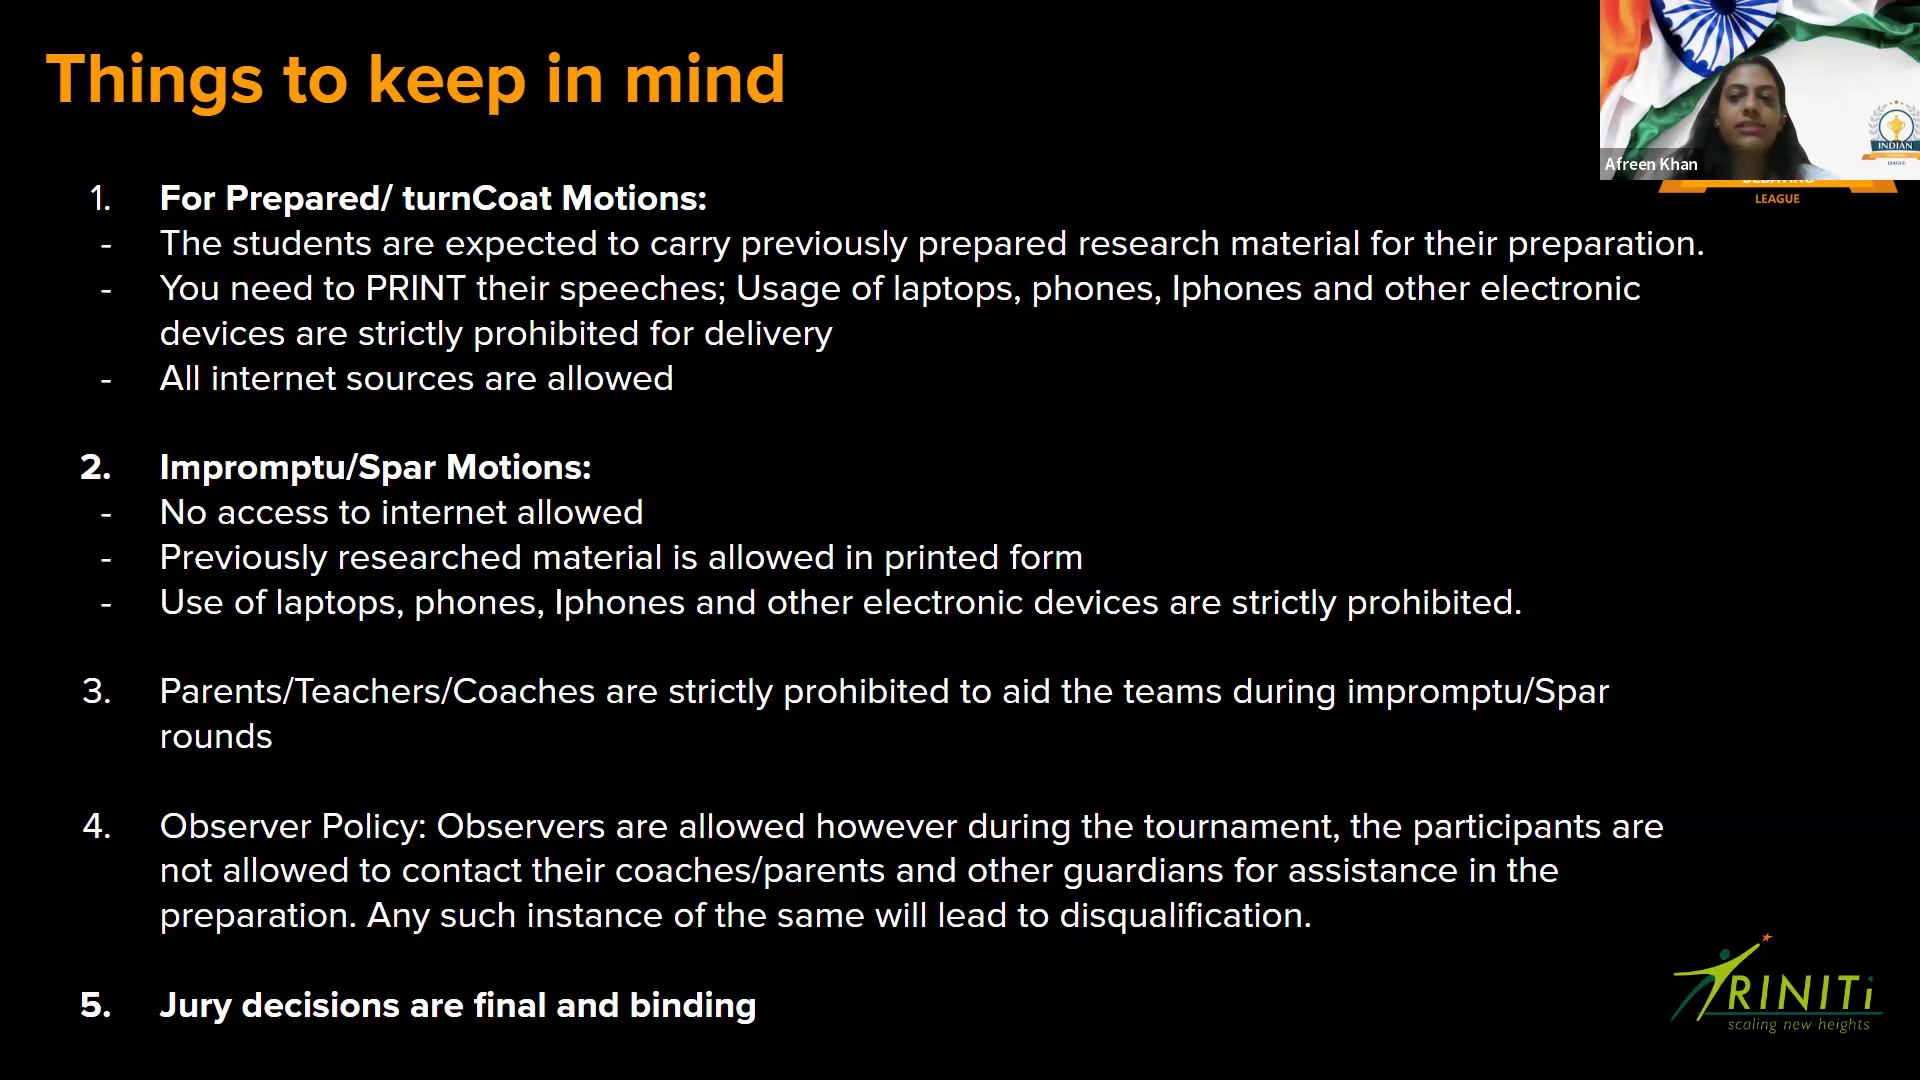 Things to keep in mind
Afreen Khan
INDIAN
LEAGUE
LEAGUE
1. For Prepared/ turnCoat Motions:
- The students are expected to carry previously prepared research material for their preparation.
- You need to PRINT their speeches; Usage of laptops, phones, Iphones and other electronic
devices are strictly prohibited for delivery
- All internet sources are allowed
2. Impromptu/Spar Motions:
- No access to internet allowed
- Previously researched material is allowed in printed form
- Use of laptops, phones, Iphones and other electronic devices are strictly prohibited.
3. Parents/Teachers/Coaches are strictly prohibited to aid the teams during impromptu/Spar
rounds
4. Observer Policy: Observers are allowed however during the tournament, the participants are
not allowed to contact their coaches/parents and other guardians for assistance in the
preparation. Any such instance of the same will lead to disqualification.
5. Jury decisions are final and binding
TRINITi
scaling new heights